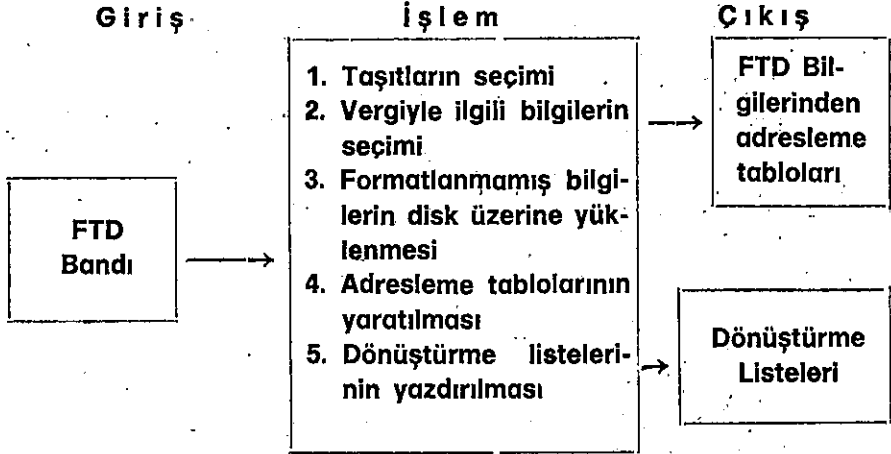 Giriş
İşlem
Çıkış
FTD
Bandı
1. Taşıtların seçimi
2. Vergiyle ilgili bilgilerin
seçimi
3. Formatlanmamış bilgi-
lerin disk üzerine yük-
lenmesi
4. Adresleme tablolarının
yaratılması
5. Dönüştürme listeleri-
nin yazdırılması
FTD Bil-
gilerinden
adresleme
tabloları
Dönüştürme
Listeleri